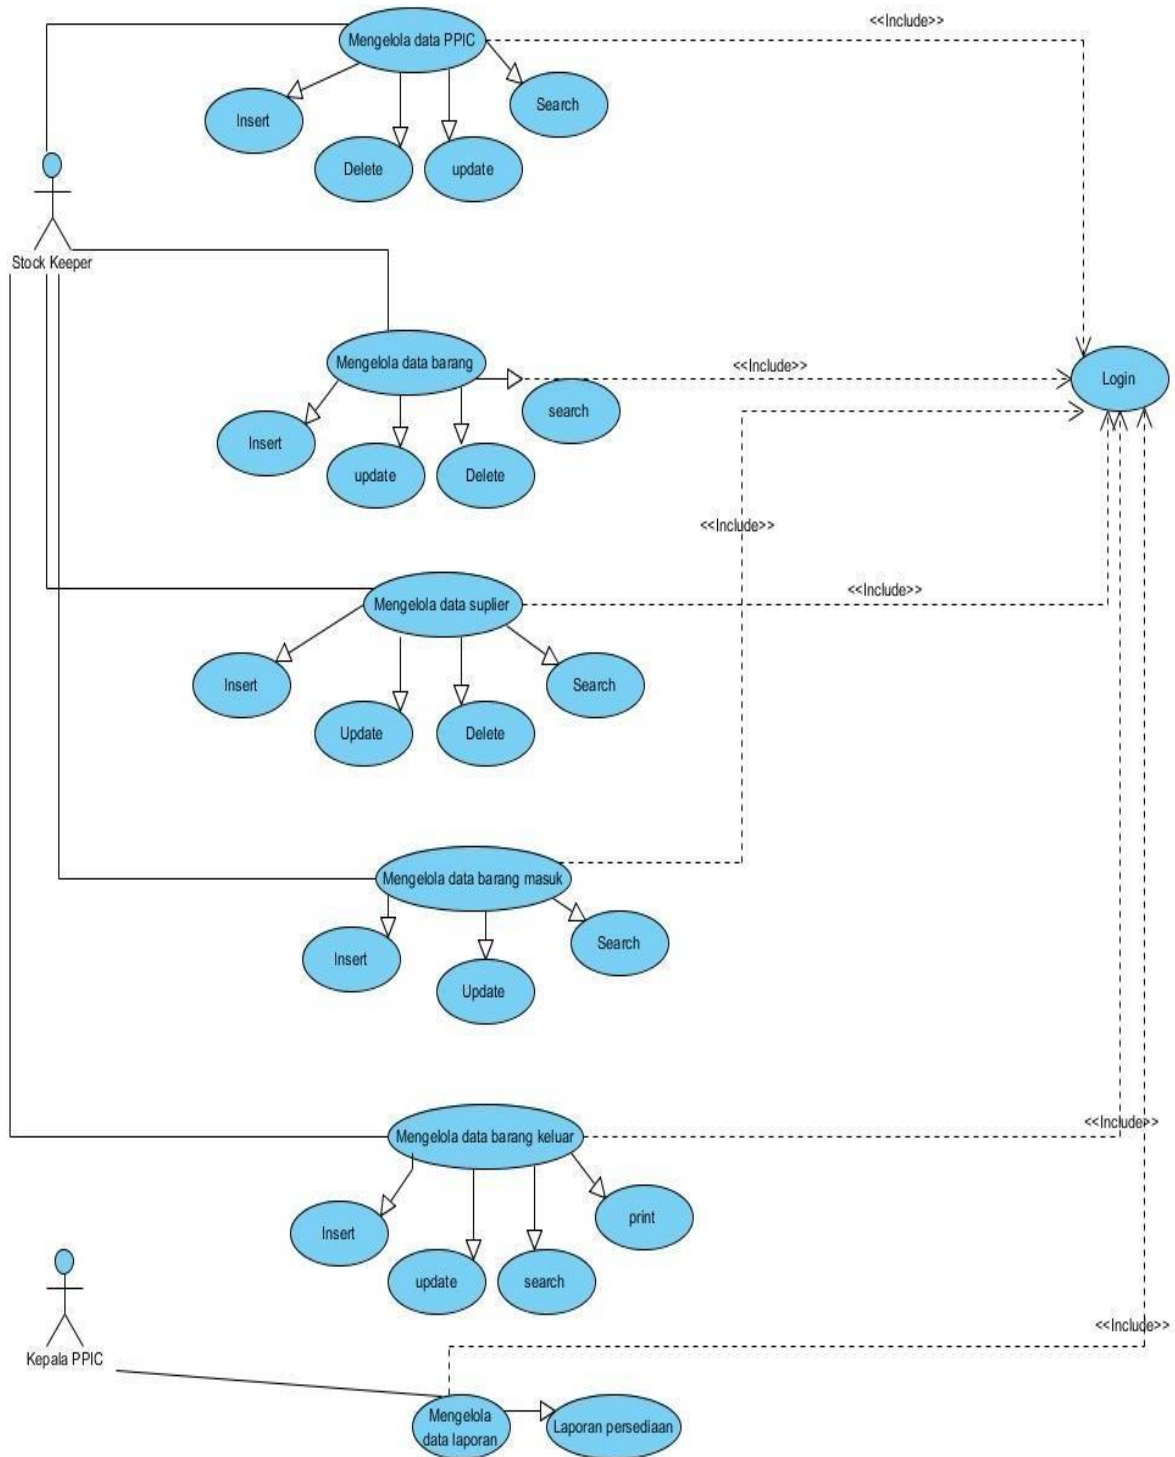 <<Include>>
Mengelola data PPIC
Insert
Search
Delete
update
Stock Keeper
Mengelola data barang
<<Include>>
Login
Insert
search
update
Delete
<<Include>>
Mengelola data suplier
<<Include>>
Insert
Search
Update
Delete
Mengelola data barang masuk
Insert
Search
Update
Mengelola data barang keluar
<<Include>>
Insert
print
update
search
<<Include>>
Kepala PPIC
Mengelola
data laporan
Laporan persediaan